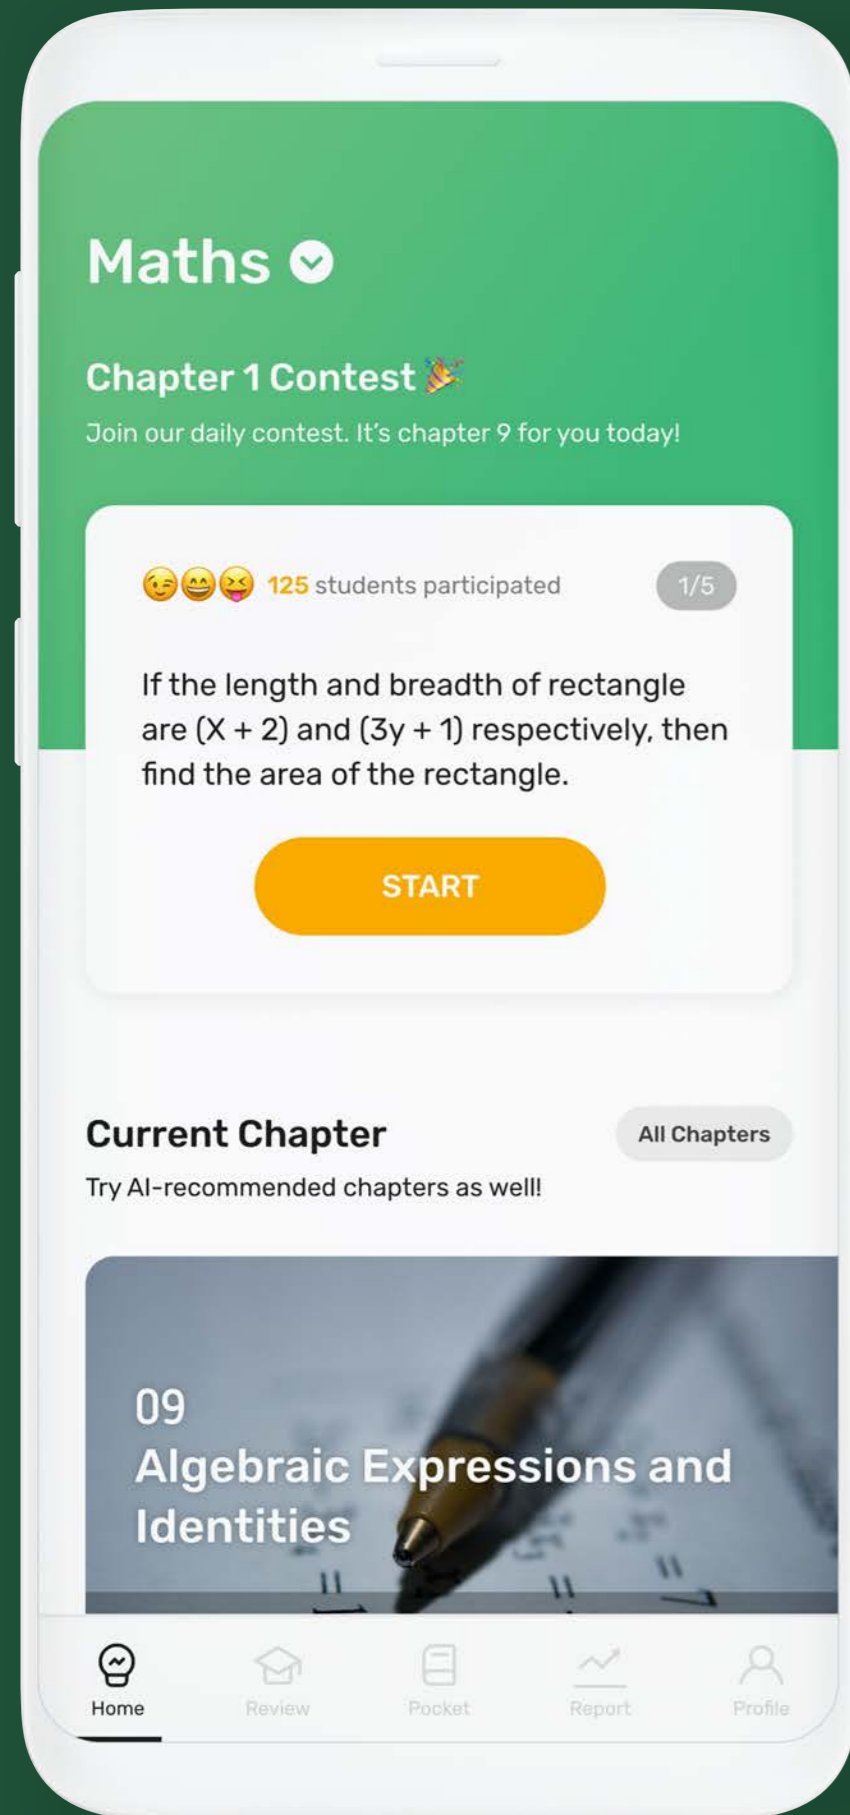 Maths
Chapter 1 Contest 🎉
Join our daily contest. It's chapter 9 for you today!
😉😄😝 125 students participated
1/5
If the length and breadth of rectangle
are (X + 2) and (3y + 1) respectively, then
find the area of the rectangle.
START
Current Chapter
All Chapters
Try AI-recommended chapters as well!
09
Algebraic Expressions and
Identities
Home
Review
Pocket
Report
Profile